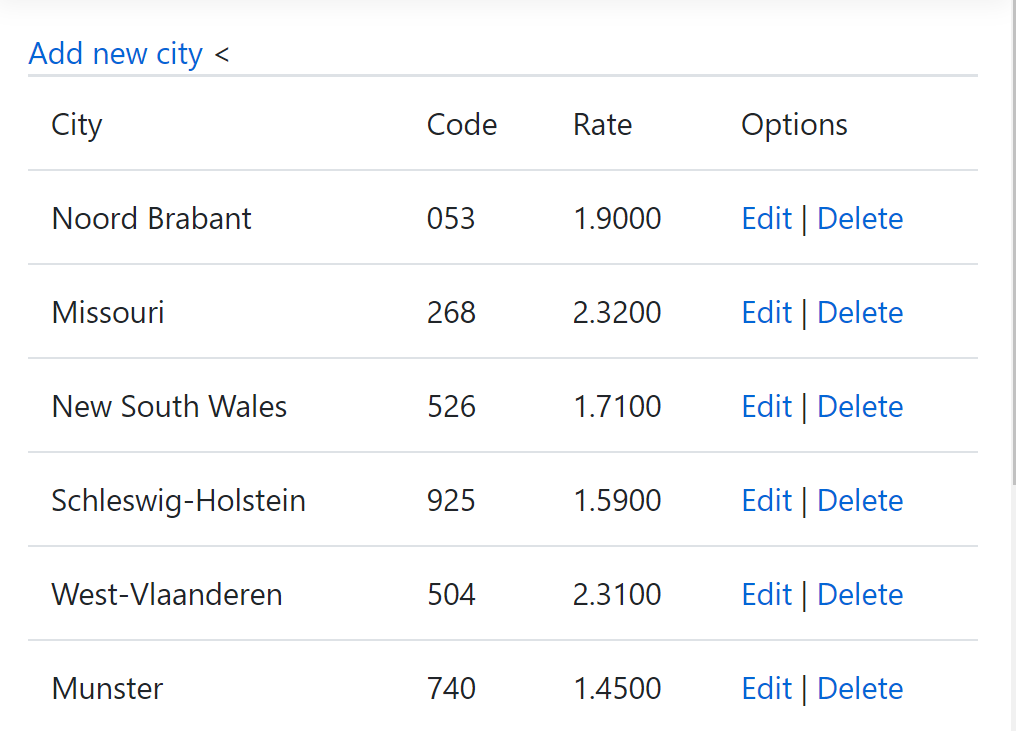 Add new city <
City Code Rate Options
Noord Brabant 053 1.9000 Edit | Delete
Missouri 268 2.3200 Edit | Delete
New South Wales 526 1.7100 Edit | Delete
Schleswig-Holstein 925 1.5900 Edit | Delete
West-Vlaanderen 504 2.3100 Edit | Delete
Munster 740 1.4500 Edit | Delete